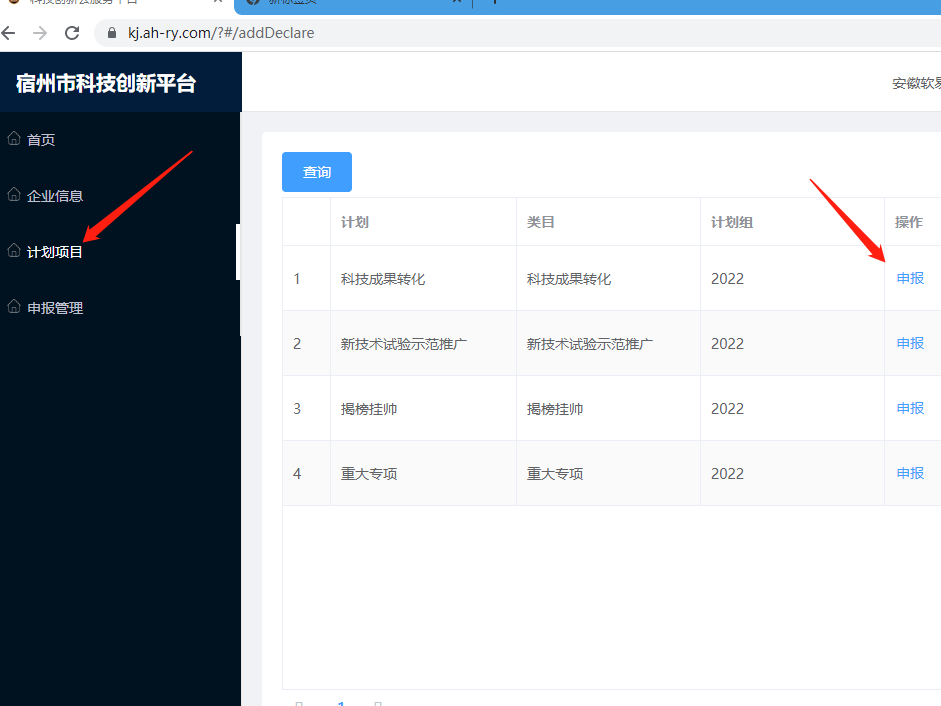 kj.ah-ry.com/?#/addDeclare
宿州市科技创新平台
首页
企业信息
计划项目
申报管理
查询
计划 类目 计划组 操作
1 科技成果转化 科技成果转化 2022 申报
2 新技术试验示范推广 新技术试验示范推广 2022 申报
3 揭榜挂帅 揭榜挂帅 2022 申报
4 重大专项 重大专项 2022 申报